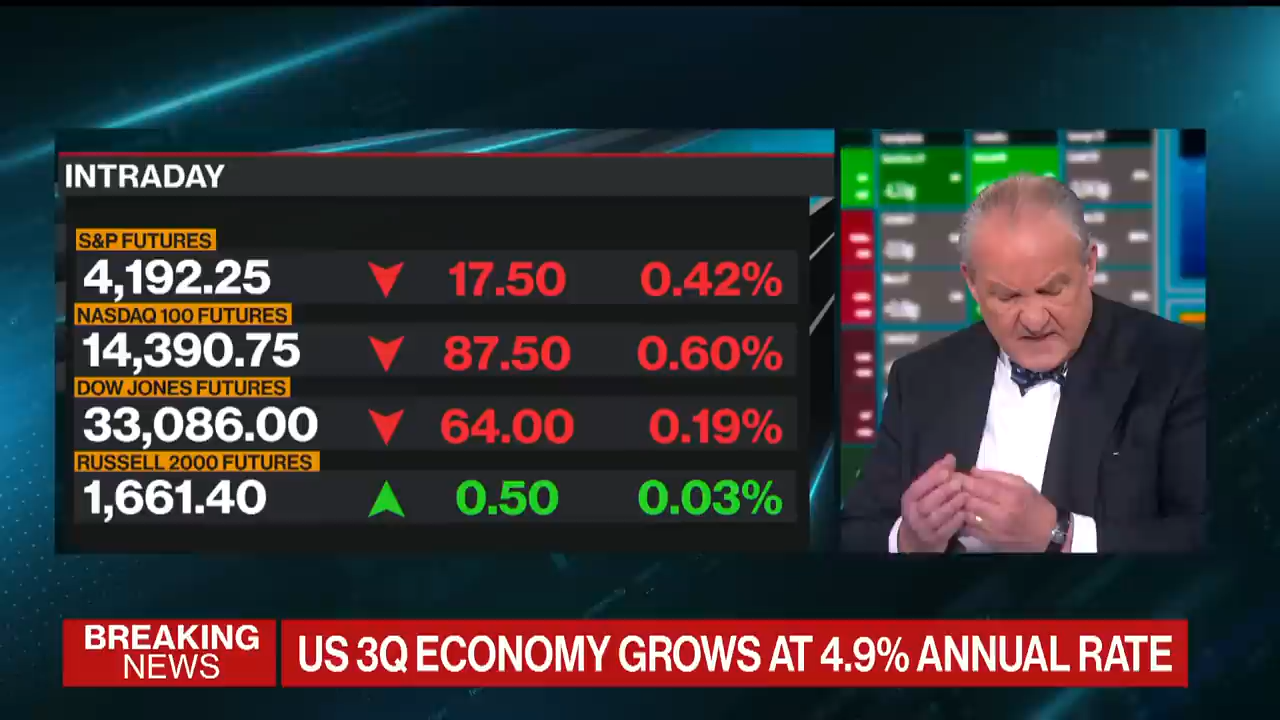 INTRADAY
S&P FUTURES
4,192.25 17.50 0.42%
NASDAQ 100 FUTURES
14,390.75 87.50 0.60%
DOW JONES FUTURES
33,086.00 64.00 0.19%
RUSSELL 2000 FUTURES
1,661.40 0.50 0.03%
BREAKING
NEWS
US 3Q ECONOMY GROWS AT 4.9% ANNUAL RATE